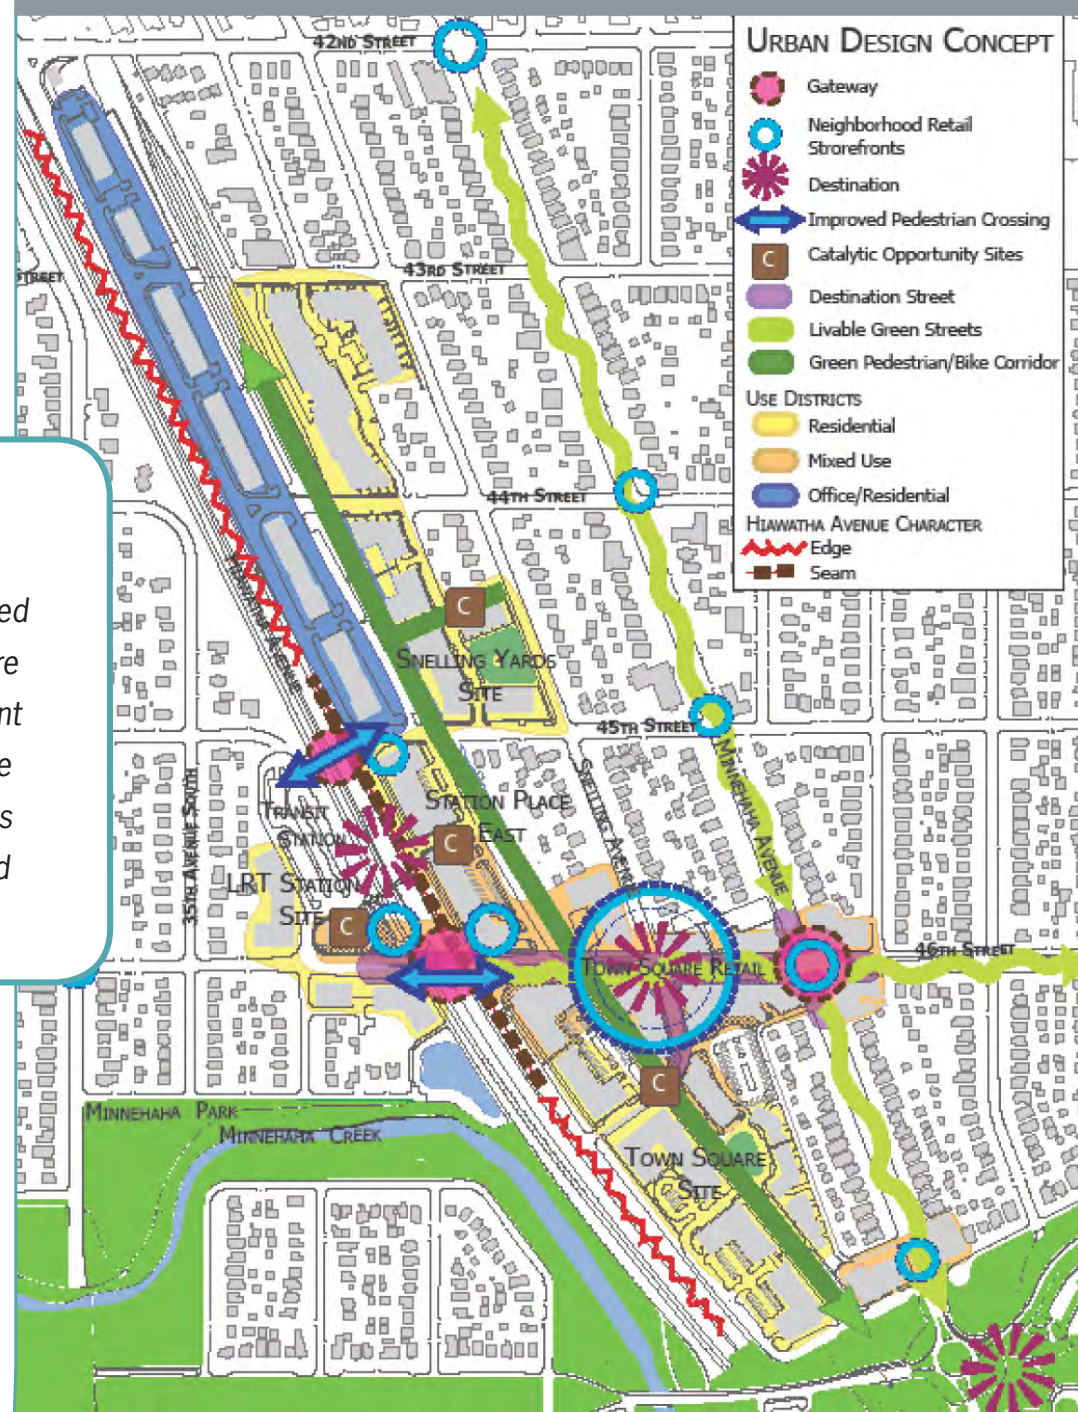 42ND STREET
URBAN DESIGN CONCEPT
Gateway
Neighborhood Retail
Strorefronts
Destination
Improved Pedestrian Crossing
C
Catalytic Opportunity Sites
Destination Street
Livable Green Streets
Green Pedestrian/Bike Corridor
USE DISTRICTS
Residential
Mixed Use
Office/Residential
HIAWATHA AVENUE CHARACTER
Edge
Seam
STREET
43RD STREET
44TH STREET
HIAWATHA AVENUE
C
SNELLING YARDS
SITE
45TH STREET
MINNEHAHA AVENUE
SNELLING AVENUE
35TH AVENUE SOUTH
TRANSIT
STATION
STATION PLACE
EAST
C
LRT STATION
SITE
C
TOWN SQUARE RETAIL
46TH STREET
C
MINNEHAHA PARK
MINNEHAHA CREEK
TOWN SQUARE
SITE
ed
re
nt
e
s
d